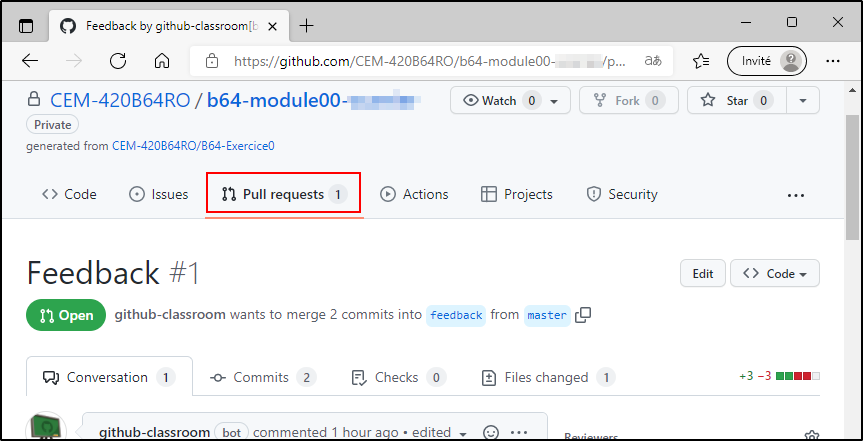 Feedback by github-classroom[b
https://github.com/CEM-420B64RO/b64-module00- /p... aあ Invité
CEM-420B64RO / b64-module00-
Watch 0 Fork 0 Star 0
Private
generated from CEM-420B64RO/B64-Exercice0
Code Issues Pull requests 1 Actions Projects Security ...
Feedback #1
Edit Code
Open github-classroom wants to merge 2 commits into feedback from master
Conversation 1 Commits 2 Checks 0 Files changed 1 +3 −3
github-classroom bot commented 1 hour ago • edited ...
Reviewers